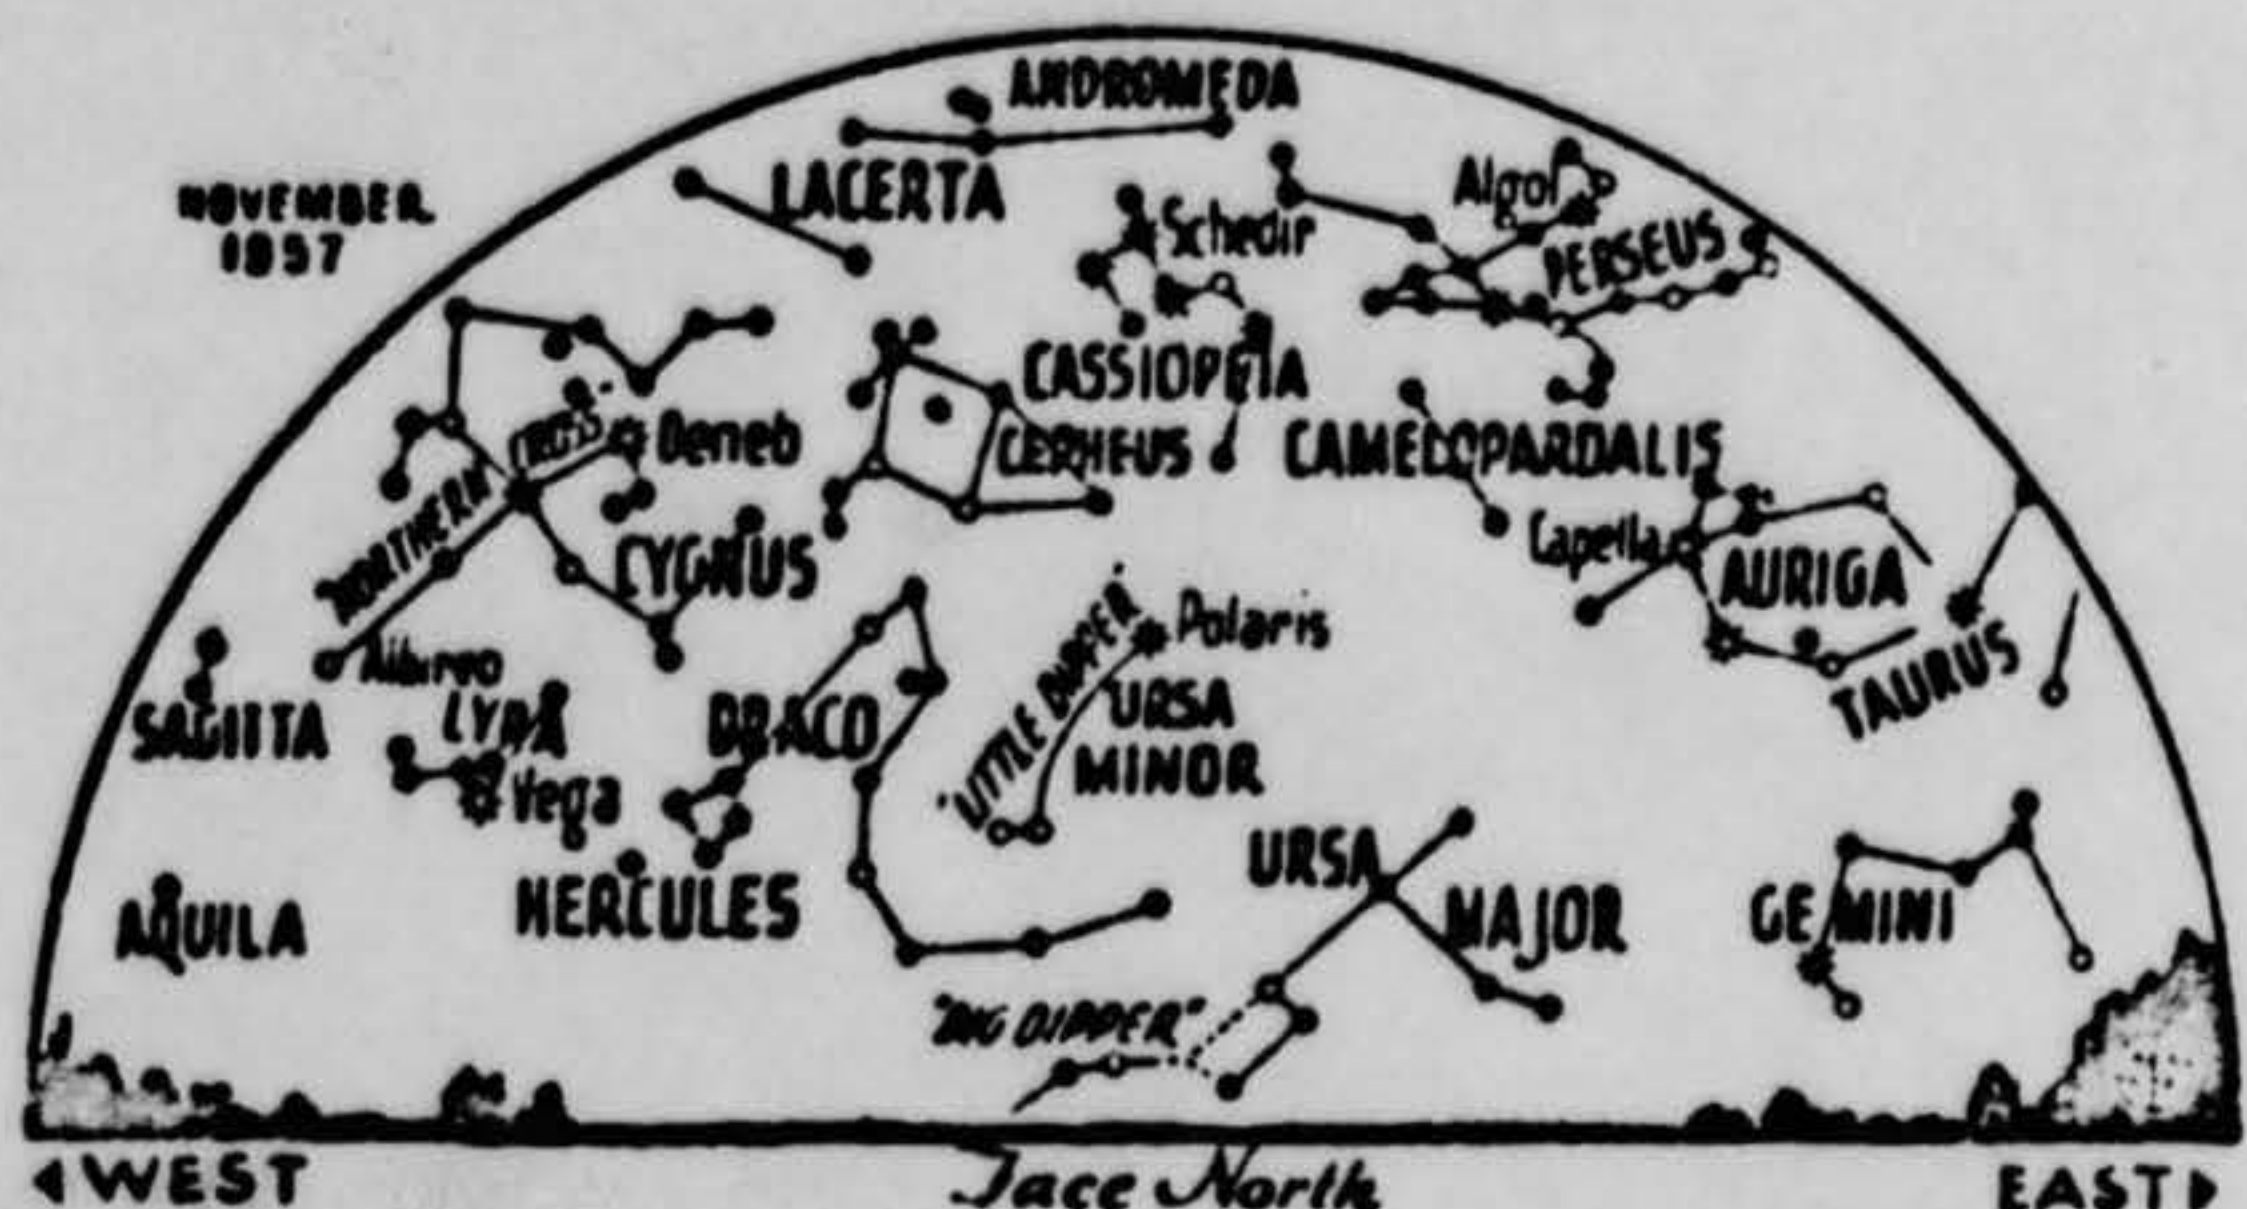 ANDROMEDA
NOVEMBER
1957
LACERTA
Algol
Schedir
PERSEUS
CASSIOPEIA
"NORTHERN CROSS"
Deneb
CEPHEUS
CAMELOPARDALIS
Capella
CYGNUS
AURIGA
"LITTLE DIPPER"
Polaris
Albireo
SAGITTA
LYRA
DRACO
URSA
MINOR
TAURUS
Vega
HERCULES
URSA MAJOR
GEMINI
AQUILA
"BIG DIPPER"
WEST
Face North
EAST